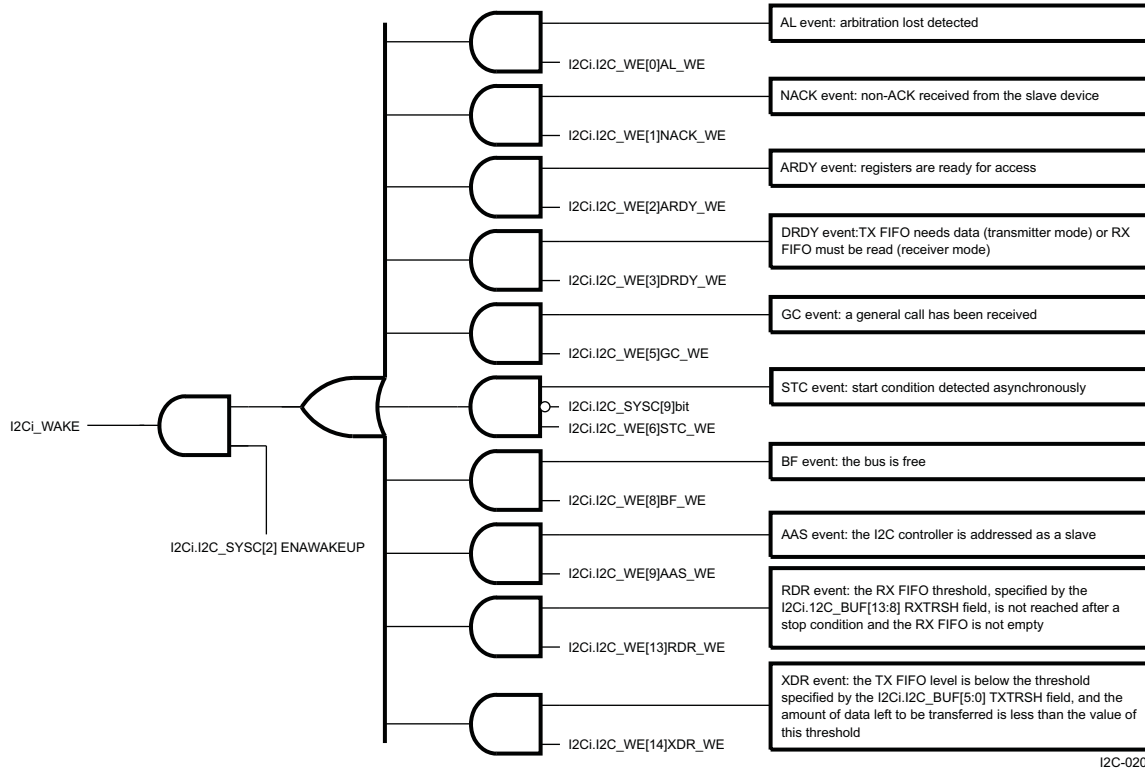 AL event: arbitration lost detected
I2Ci.I2C_WE[0]AL_WE
NACK event: non-ACK received from the slave device
I2Ci.I2C_WE[1]NACK_WE
ARDY event: registers are ready for access
I2Ci.I2C_WE[2]ARDY_WE
DRDY event:TX FIFO needs data (transmitter mode) or RX
FIFO must be read (receiver mode)
I2Ci.I2C_WE[3]DRDY_WE
GC event: a general call has been received
I2Ci.I2C_WE[5]GC_WE
STC event: start condition detected asynchronously
I2Ci.I2C_SYSC[9]bit
I2Ci.I2C_WE[6]STC_WE
I2Ci_WAKE
BF event: the bus is free
I2Ci.I2C_WE[8]BF_WE
AAS event: the I2C controller is addressed as a slave
I2Ci.I2C_SYSC[2] ENAWAKEUP
I2Ci.I2C_WE[9]AAS_WE
RDR event: the RX FIFO threshold, specified by the
I2Ci.12C_BUF[13:8] RXTRSH field, is not reached after a
stop condition and the RX FIFO is not empty
I2Ci.I2C_WE[13]RDR_WE
XDR event: the TX FIFO level is below the threshold
specified by the I2Ci.I2C_BUF[5:0] TXTRSH field, and the
amount of data left to be transferred is less than the value of
this threshold
I2Ci.I2C_WE[14]XDR_WE
I2C-020